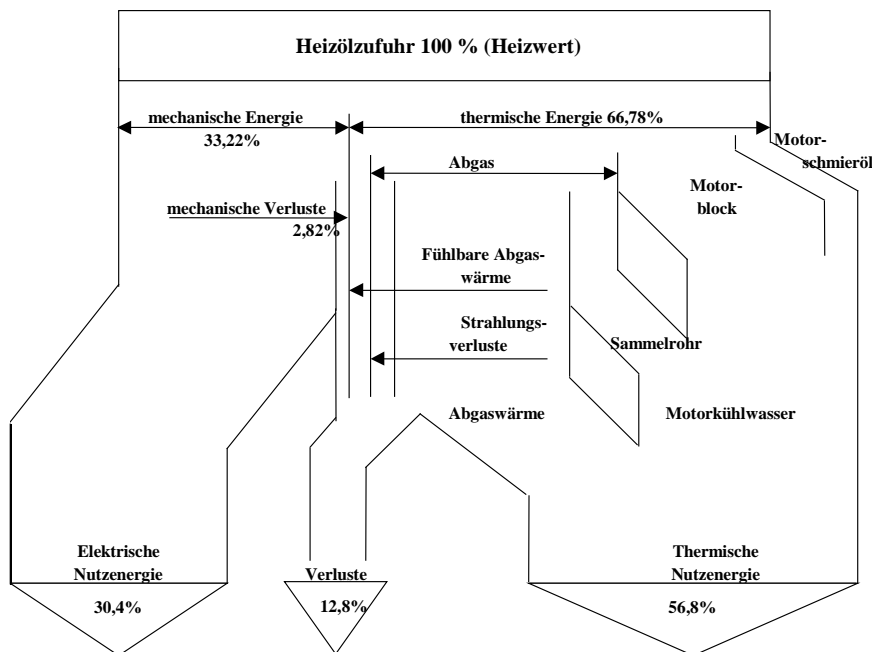 Heizölzufuhr 100 % (Heizwert)
mechanische Energie
33,22%
thermische Energie 66,78%
Motor-
schmieröl
Abgas
Motor-
block
mechanische Verluste
2,82%
Fühlbare Abgas-
wärme
Strahlungs-
verluste
Sammelrohr
Abgaswärme
Motorkühlwasser
Elektrische
Nutzenergie
30,4%
Verluste
12,8%
Thermische
Nutzenergie
56,8%